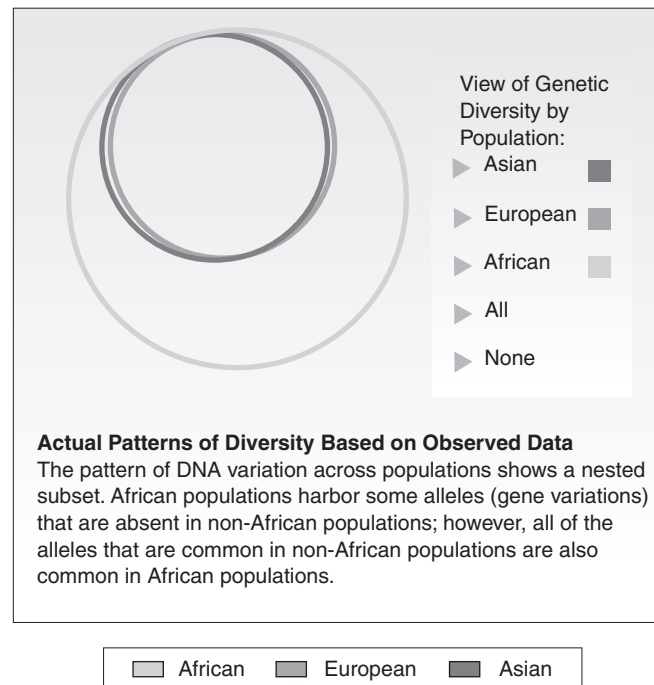 View of Genetic
Diversity by
Population:
Asian
European
African
All
None
Actual Patterns of Diversity Based on Observed Data
The pattern of DNA variation across populations shows a nested
subset. African populations harbor some alleles (gene variations)
that are absent in non-African populations; however, all of the
alleles that are common in non-African populations are also
common in African populations.
African European Asian